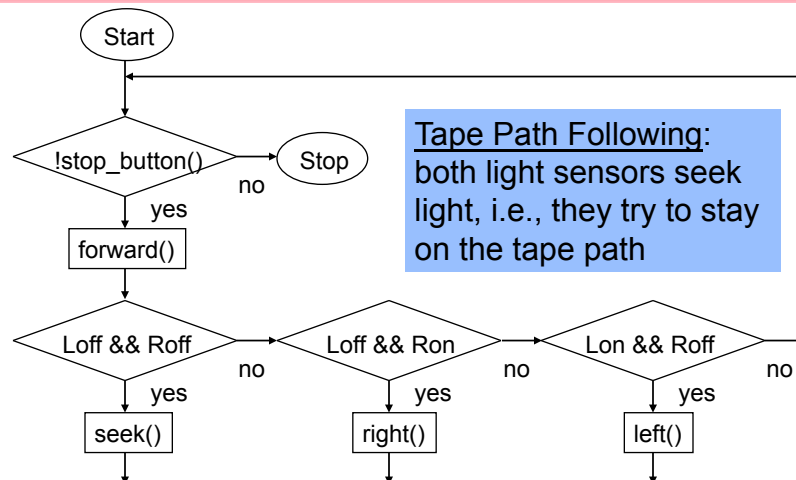 Start
!stop_button()
no
Stop
Tape Path Following:
both light sensors seek
light, i.e., they try to stay
on the tape path
yes
forward()
Loff && Roff
no
Loff && Ron
no
Lon && Roff
no
yes
yes
yes
seek()
right()
left()